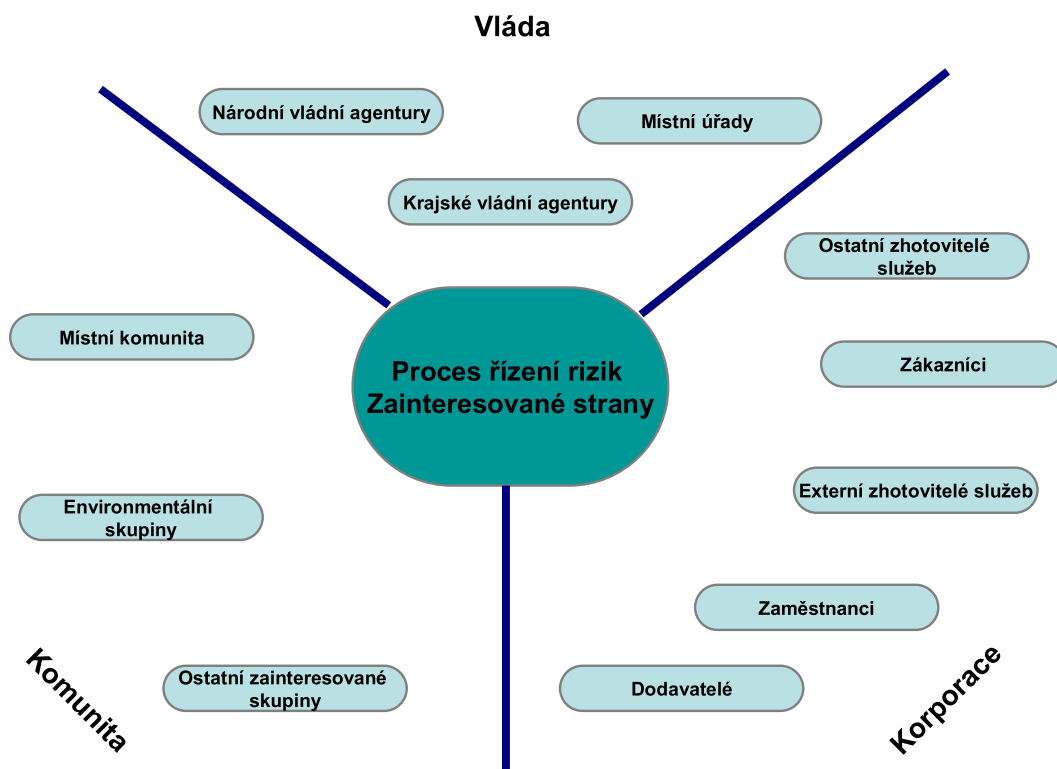 Vláda
Národní vládní agentury
Místní úřady
Krajské vládní agentury
Ostatní zhotovitelé
služeb
Místní komunita
Zákazníci
Proces řízení rizik
Zainteresované strany
Externí zhotovitelé služeb
Environmentální
skupiny
Zaměstnanci
Ostatní zainteresované
skupiny
Dodavatelé
Komunita
Korporace